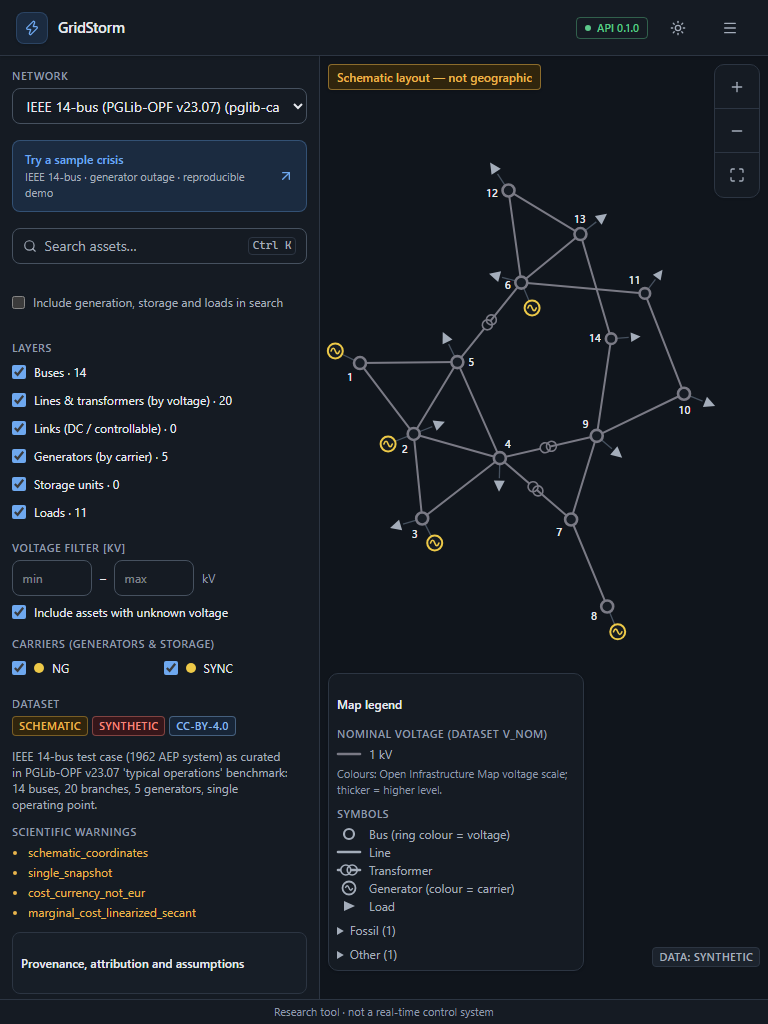 GridStorm
API 0.1.0
NETWORK
IEEE 14-bus (PGLib-OPF v23.07) (pglib-ca
Try a sample crisis
IEEE 14-bus · generator outage · reproducible
demo
Search assets...
Ctrl K
Include generation, storage and loads in search
LAYERS
Buses · 14
Lines & transformers (by voltage) · 20
Links (DC / controllable) · 0
Generators (by carrier) · 5
Storage units · 0
Loads · 11
VOLTAGE FILTER [KV]
min – max kV
Include assets with unknown voltage
CARRIERS (GENERATORS & STORAGE)
NG
SYNC
DATASET
SCHEMATIC
SYNTHETIC
CC-BY-4.0
IEEE 14-bus test case (1962 AEP system) as curated
in PGLib-OPF v23.07 'typical operations' benchmark:
14 buses, 20 branches, 5 generators, single
operating point.
SCIENTIFIC WARNINGS
• schematic_coordinates
• single_snapshot
• cost_currency_not_eur
• marginal_cost_linearized_secant
Provenance, attribution and assumptions
Schematic layout — not geographic
+
−
12
13
6
11
14
5
1
10
9
2
4
3
7
8
Map legend
NOMINAL VOLTAGE (DATASET V_NOM)
1 kV
Colours: Open Infrastructure Map voltage scale;
thicker = higher level.
SYMBOLS
Bus (ring colour = voltage)
Line
Transformer
Generator (colour = carrier)
Load
Fossil (1)
Other (1)
DATA: SYNTHETIC
Research tool · not a real-time control system